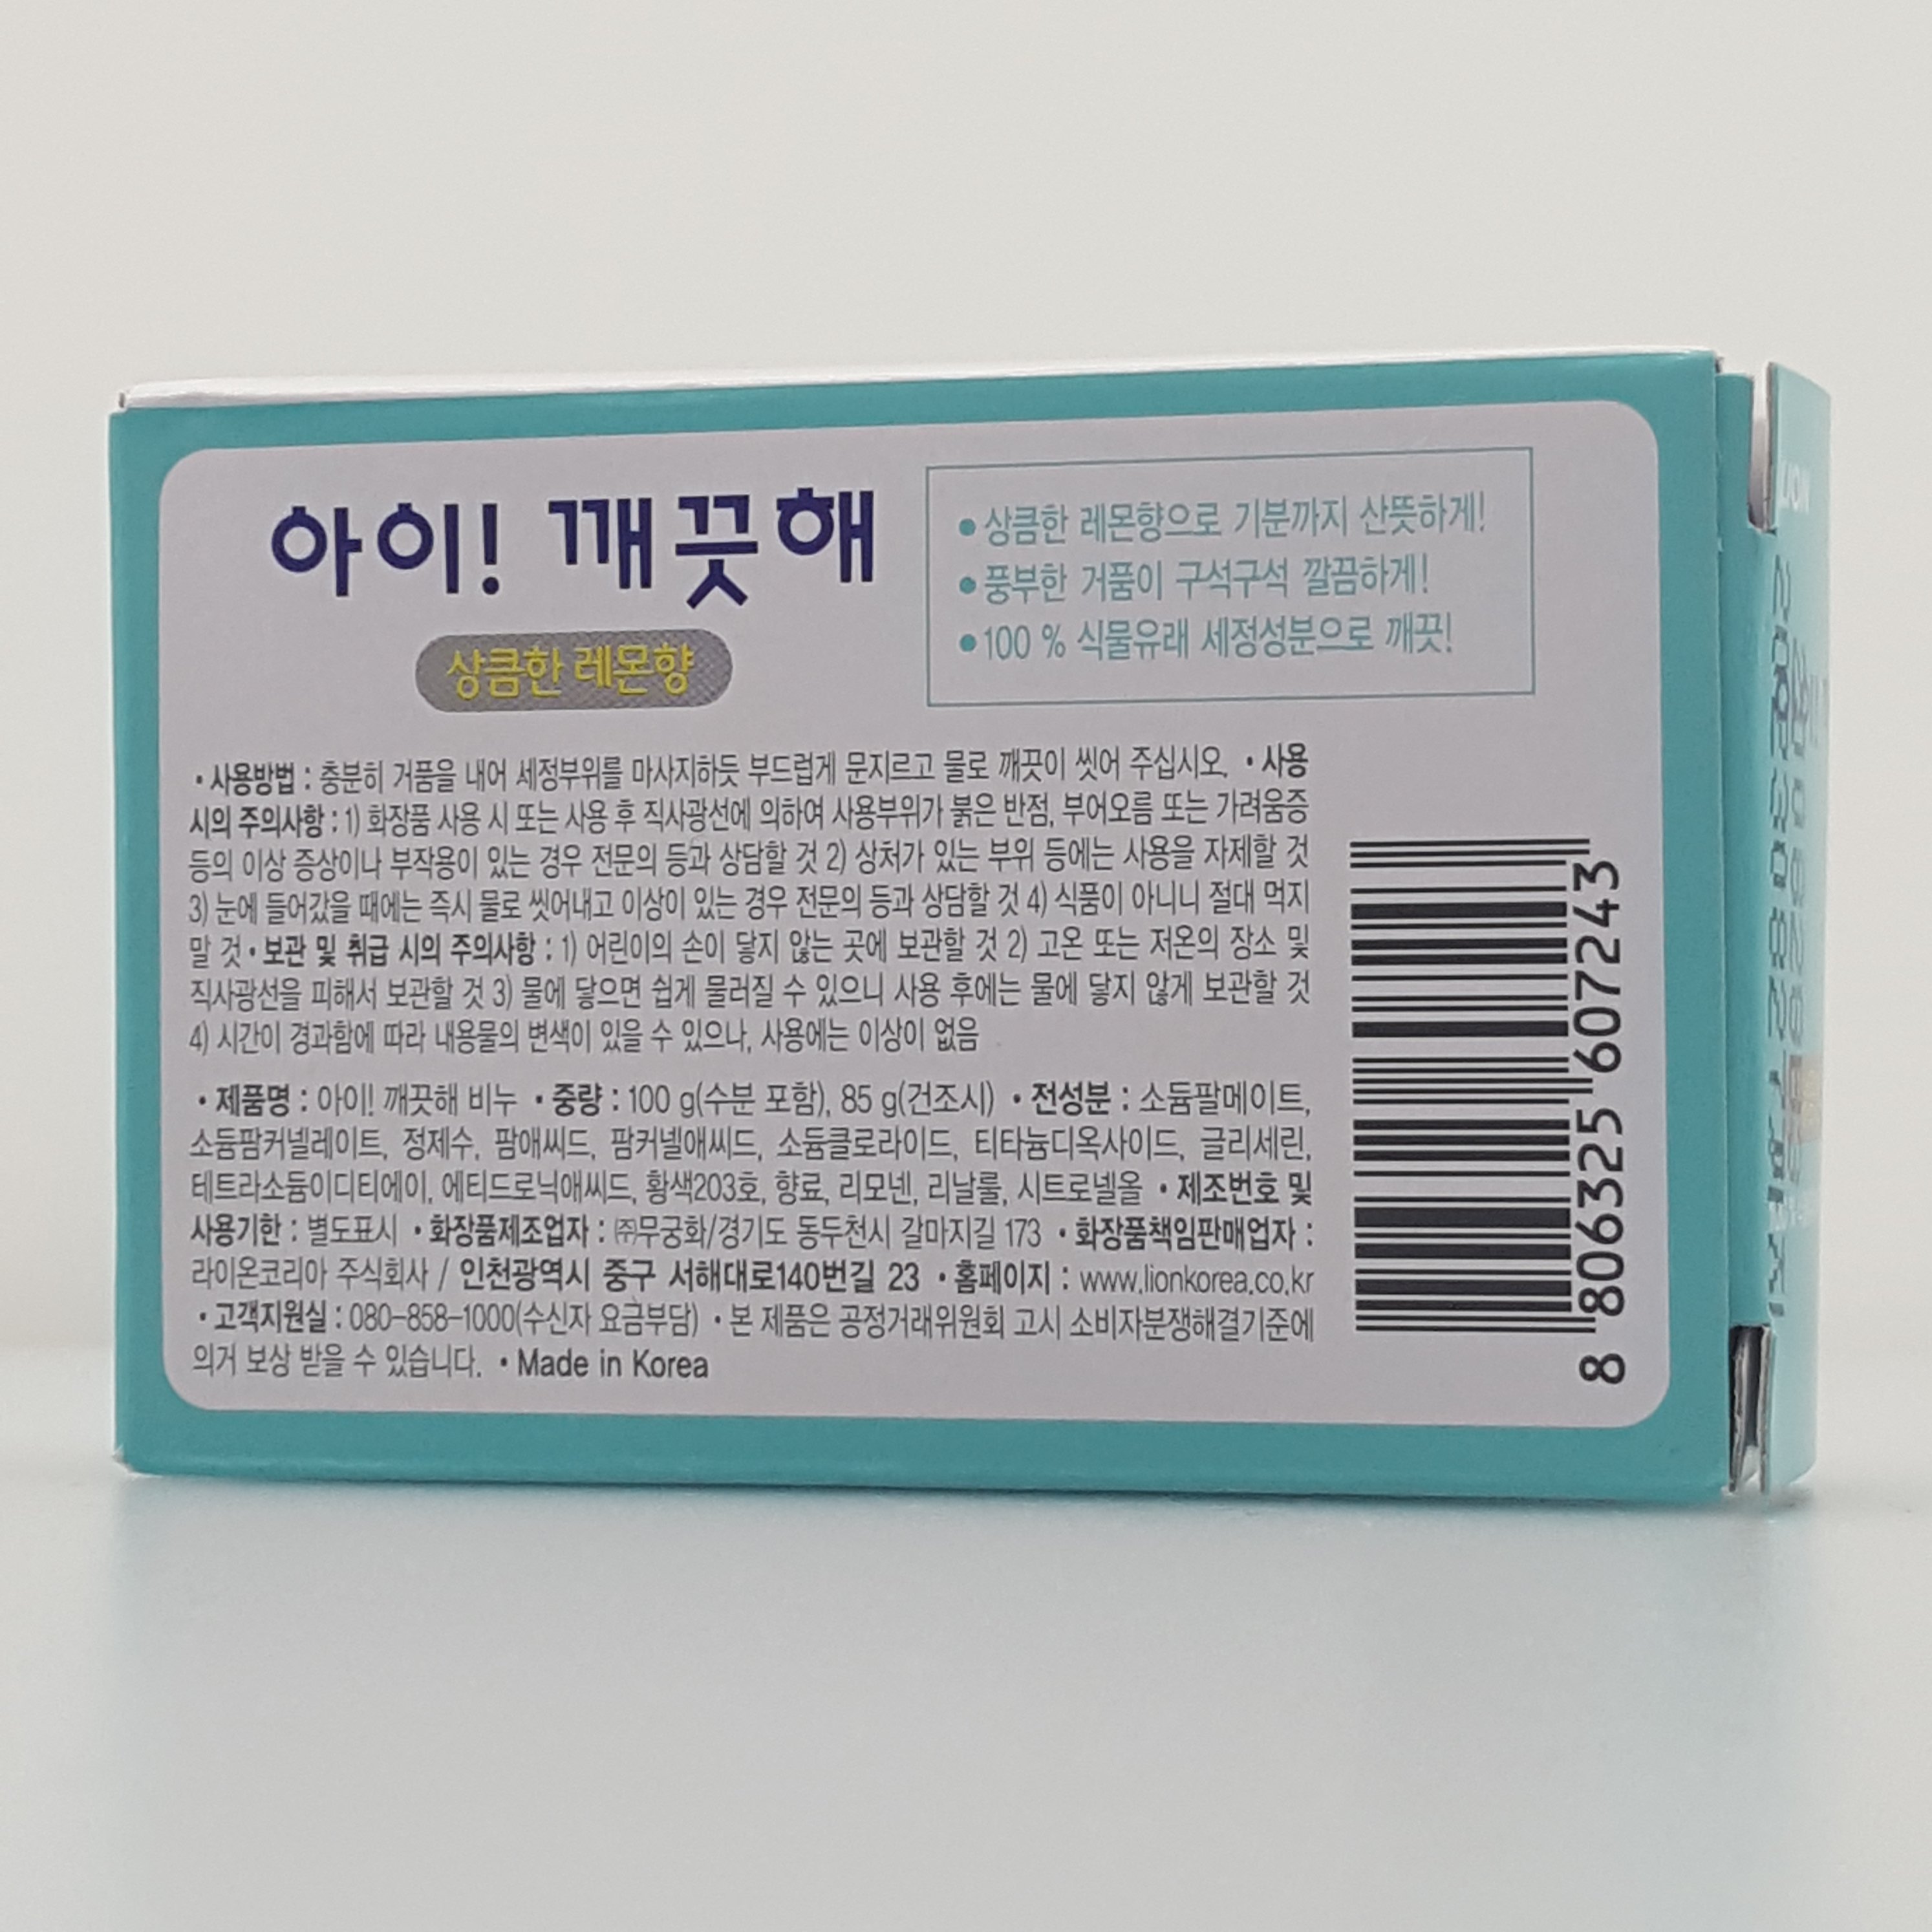 아이! 깨끗해
상큼한 레몬향
• 상큼한 레몬향으로 기분까지 산뜻하게!
• 풍부한 거품이 구석구석 깔끔하게!
• 100 % 식물유래 세정성분으로 깨끗!
• 사용방법 : 충분히 거품을 내어 세정부위를 마사지하듯 부드럽게 문지르고 물로 깨끗이 씻어 주십시오. • 사용
시의 주의사항 : 1) 화장품 사용 시 또는 사용 후 직사광선에 의하여 사용부위가 붉은 반점, 부어오름 또는 가려움증
등의 이상 증상이나 부작용이 있는 경우 전문의 등과 상담할 것 2) 상처가 있는 부위 등에는 사용을 자제할 것
3) 눈에 들어갔을 때에는 즉시 물로 씻어내고 이상이 있는 경우 전문의 등과 상담할 것 4) 식품이 아니니 절대 먹지
말 것 • 보관 및 취급 시의 주의사항 : 1) 어린이의 손이 닿지 않는 곳에 보관할 것 2) 고온 또는 저온의 장소 및
직사광선을 피해서 보관할 것 3) 물에 닿으면 쉽게 물러질 수 있으니 사용 후에는 물에 닿지 않게 보관할 것
4) 시간이 경과함에 따라 내용물의 변색이 있을 수 있으나, 사용에는 이상이 없음
• 제품명 : 아이! 깨끗해 비누 • 중량 : 100 g(수분 포함), 85 g(건조시) • 전성분 : 소듐팔메이트,
소듐팜커넬레이트, 정제수, 팜애씨드, 팜커넬애씨드, 소듐클로라이드, 티타늄디옥사이드, 글리세린,
테트라소듐이디티에이, 에티드로닉애씨드, 황색203호, 향료, 리모넨, 리날룰, 시트로넬올 • 제조번호 및
사용기한 : 별도표시 • 화장품제조업자 : ㈜무궁화/경기도 동두천시 갈마지길 173 • 화장품책임판매업자 :
라이온코리아 주식회사 / 인천광역시 중구 서해대로140번길 23 • 홈페이지 : www.lionkorea.co.kr
• 고객지원실 : 080-858-1000(수신자 요금부담) • 본 제품은 공정거래위원회 고시 소비자분쟁해결기준에
의거 보상 받을 수 있습니다. • Made in Korea
8 806325 607243